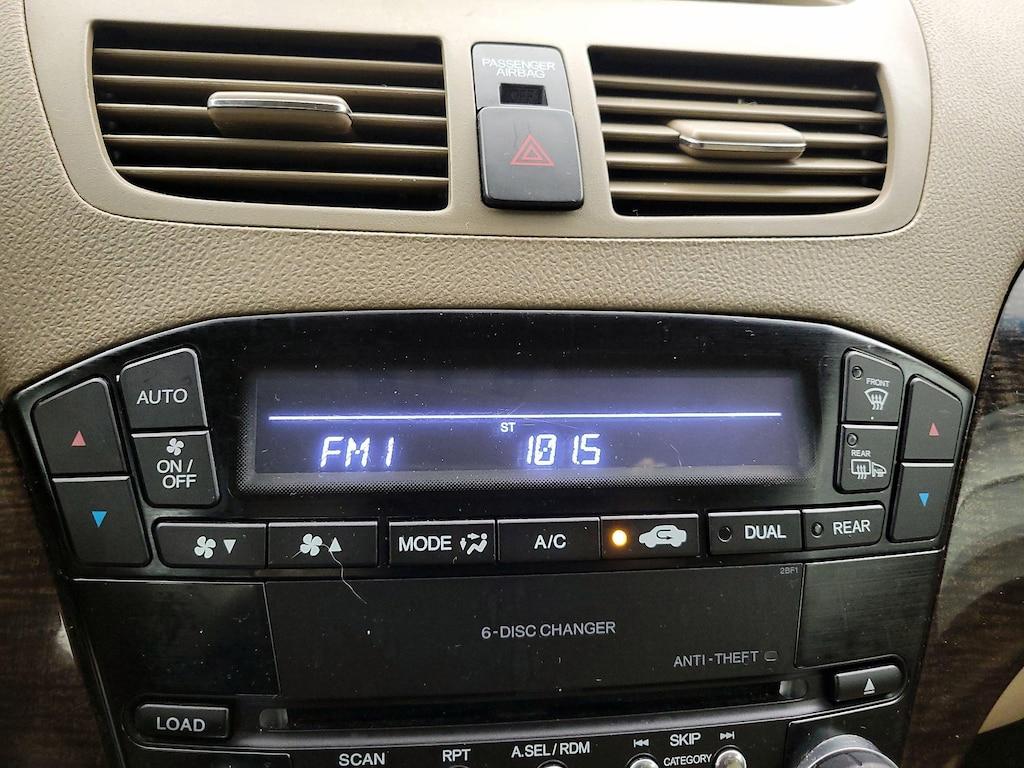 PASSENGER
AIRBAG
OFF
AUTO
ON /
OFF
ST
FM1 101.5
FRONT
REAR
MODE
A/C
DUAL
REAR
2BF1
6-DISC CHANGER
ANTI-THEFT
LOAD
SCAN
RPT
A.SEL / RDM
SKIP
CATEGORY